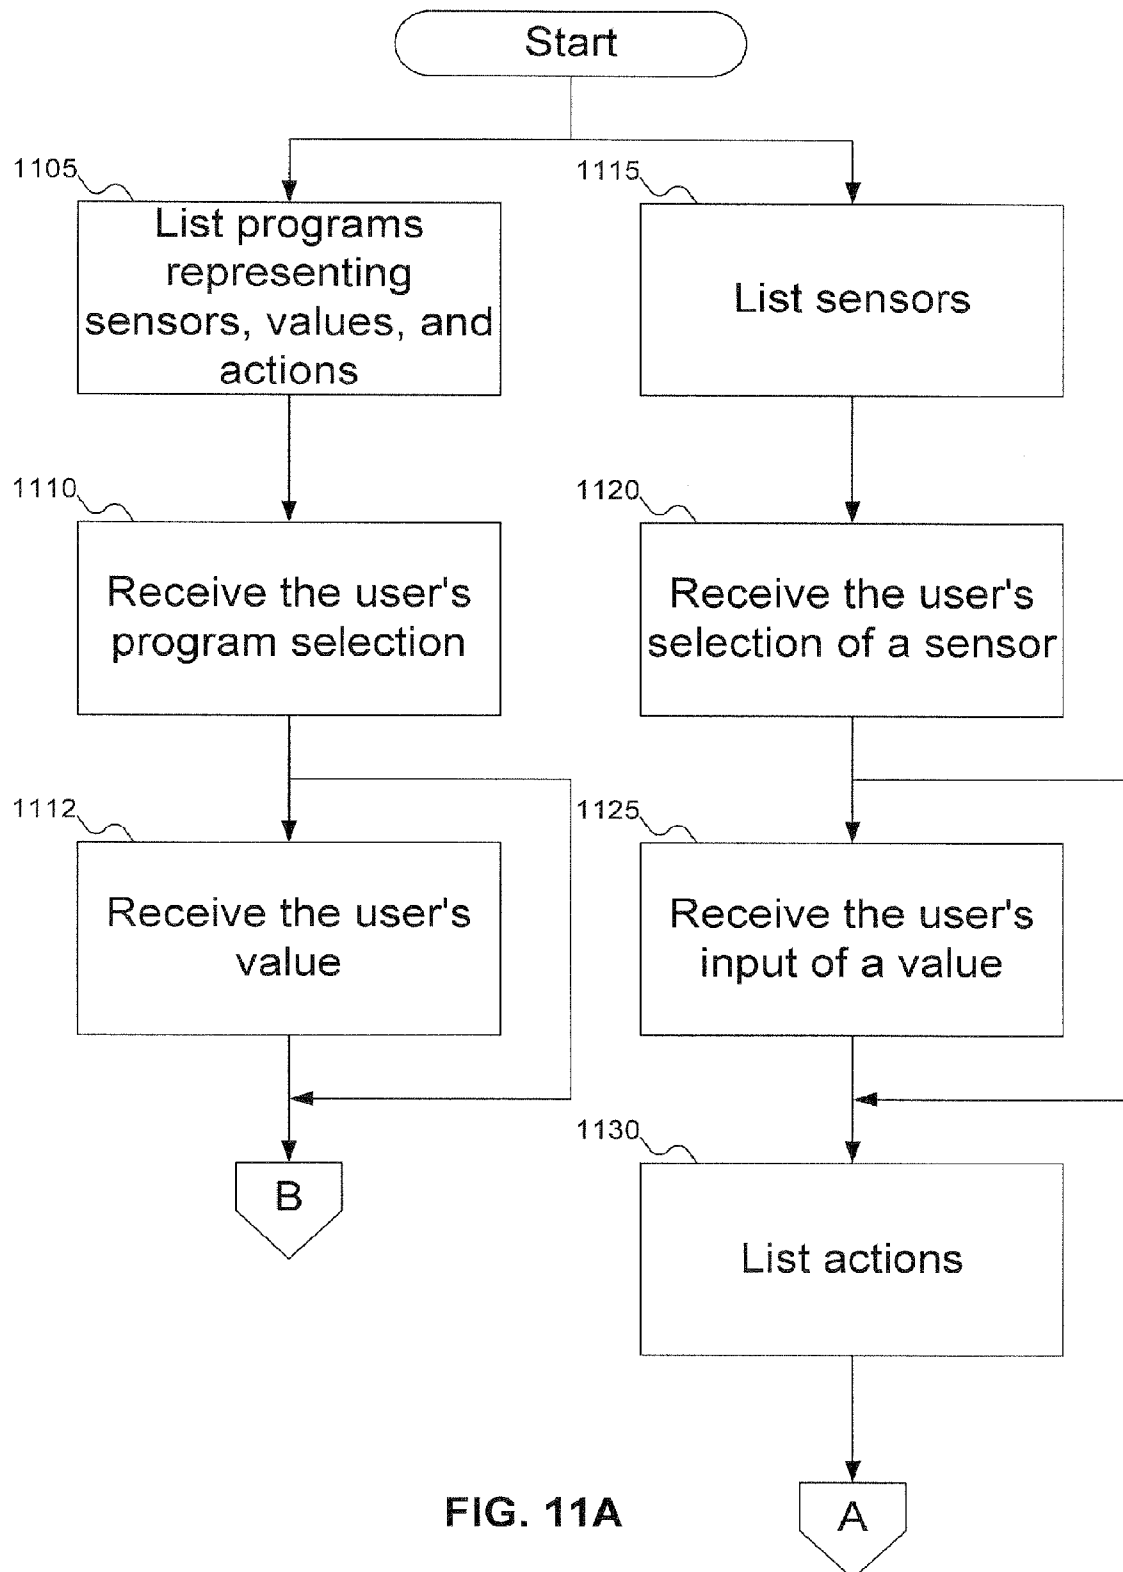 Start
1105
List programs
representing
sensors, values, and
actions
1115
List sensors
1110
Receive the user's
program selection
1120
Receive the user's
selection of a sensor
1112
Receive the user's
value
1125
Receive the user's
input of a value
B
1130
List actions
A
FIG. 11A